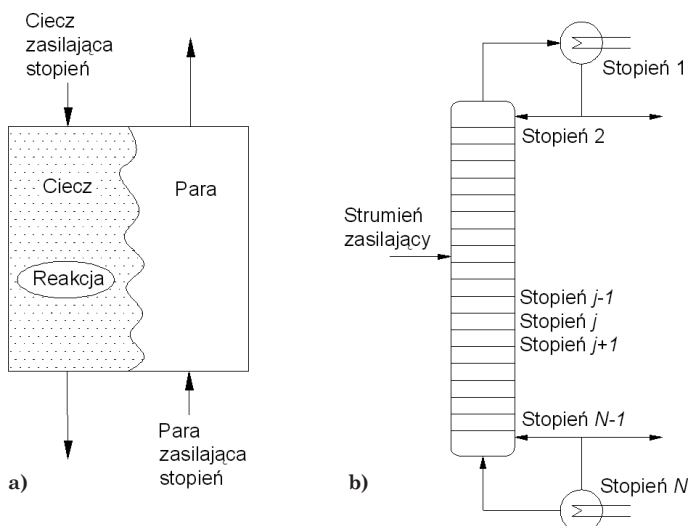 Ciecz
zasilająca
stopień
Ciecz
Para
Reakcja
Para
zasilająca
stopień
a)
Stopień 1
Stopień 2
Strumień
zasilający
Stopień j-1
Stopień j
Stopień j+1
Stopień N-1
Stopień N
b)